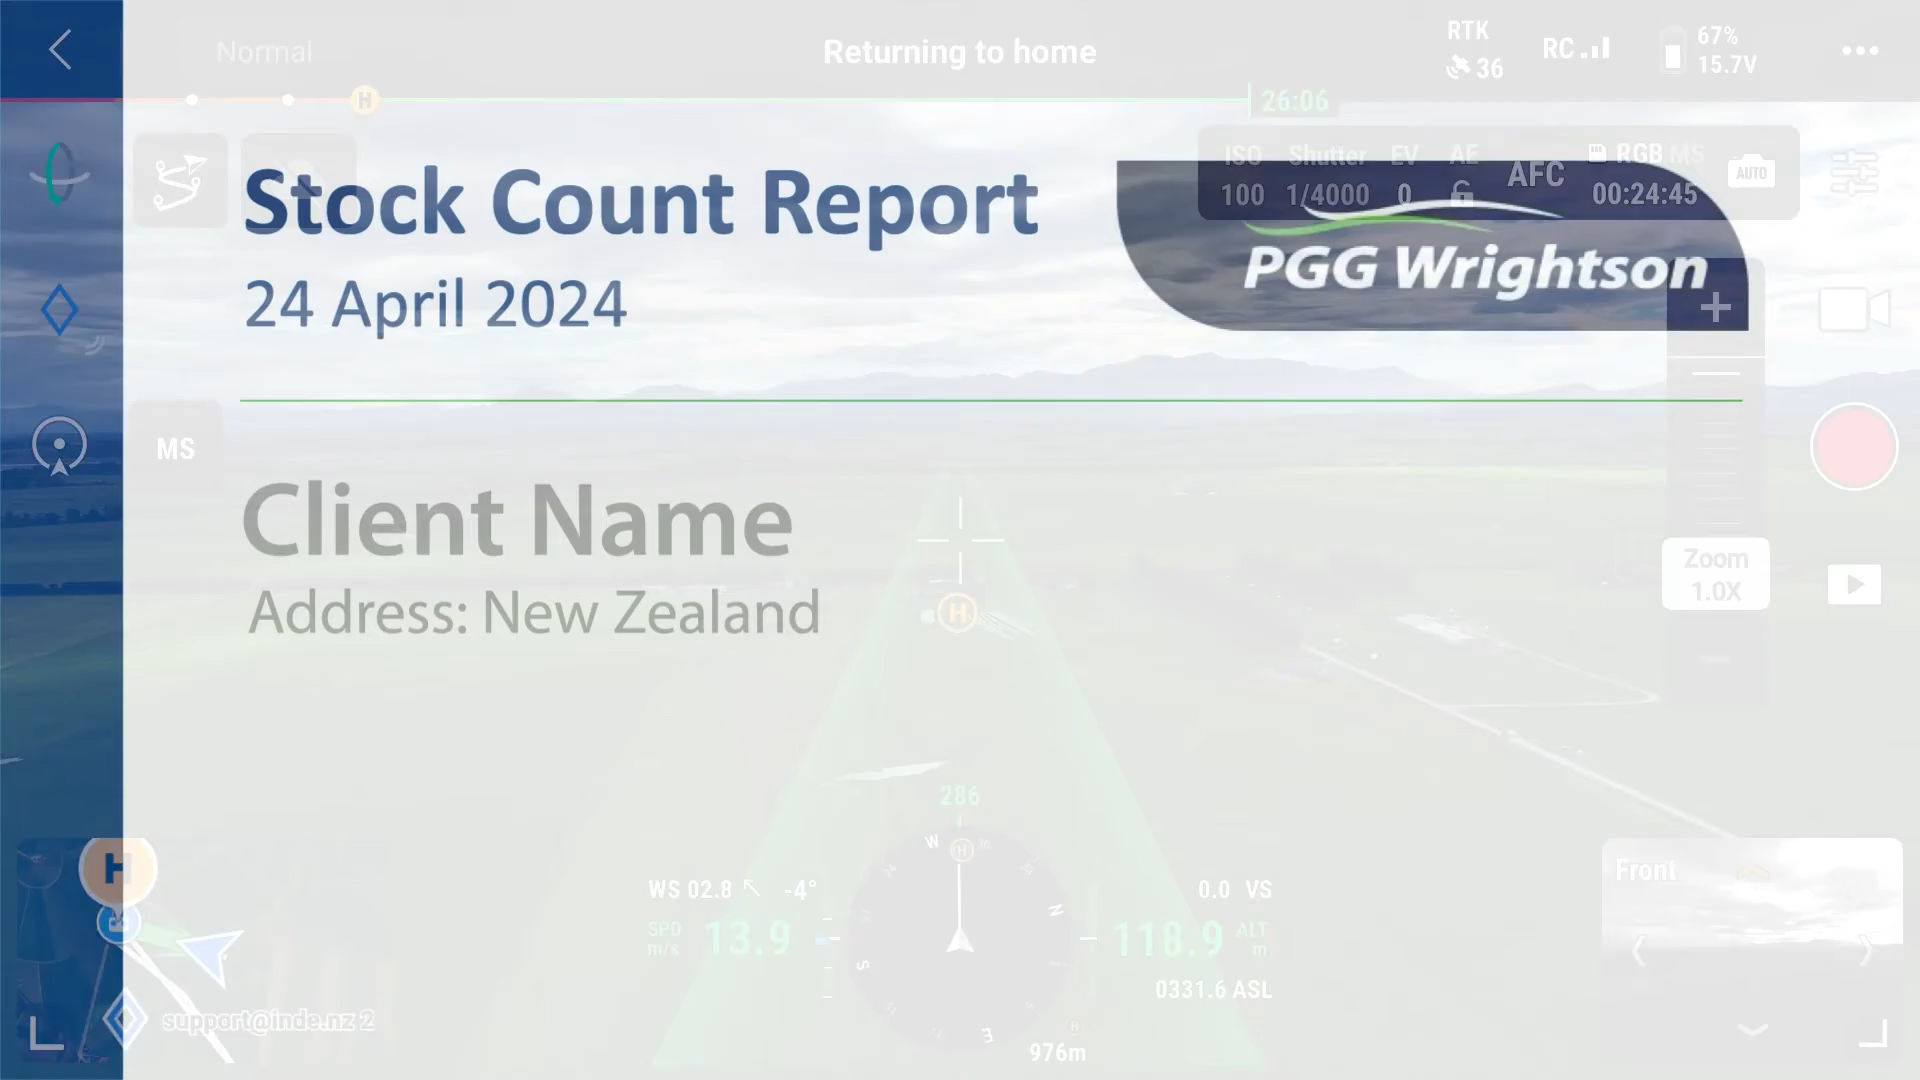 Normal
Returning to home
RTK
36
RC
67%
15.7V
H
26:06
ISO Shutter EV AE
100 1/4000 0
AFC
RGB MS
00:24:45
AUTO
Stock Count Report
24 April 2024
PGG Wrightson
MS
Client Name
Address: New Zealand
Zoom
1.0X
H
286
W
H
N
S
E
WS 02.8 -4°
SPD
m/s
13.9
0.0 VS
118.9
ALT
m
0331.6 ASL
H
976m
Front
H
support@inde.nz 2